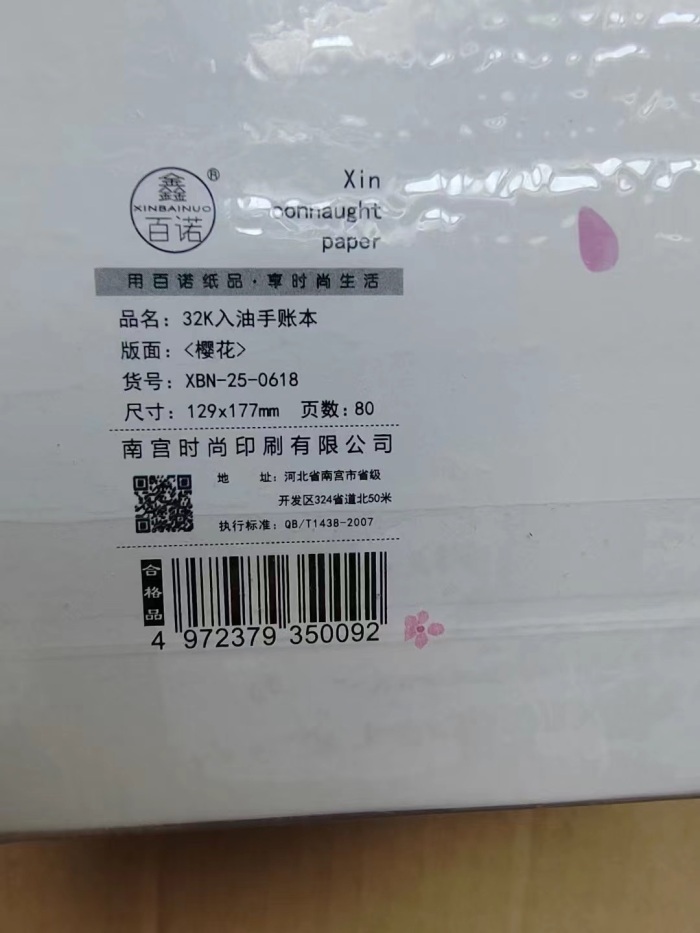 鑫
XINBAINUO
百诺
®
Xin
connaught
paper
用百诺纸品·享时尚生活
品名：32K入油手账本
版面：<樱花>
货号：XBN-25-0618
尺寸：129x177mm 页数：80
南宫时尚印刷有限公司
地 址：河北省南宫市省级
开发区324省道北50米
执行标准：QB/T1438-2007
合格品
4 972379 350092